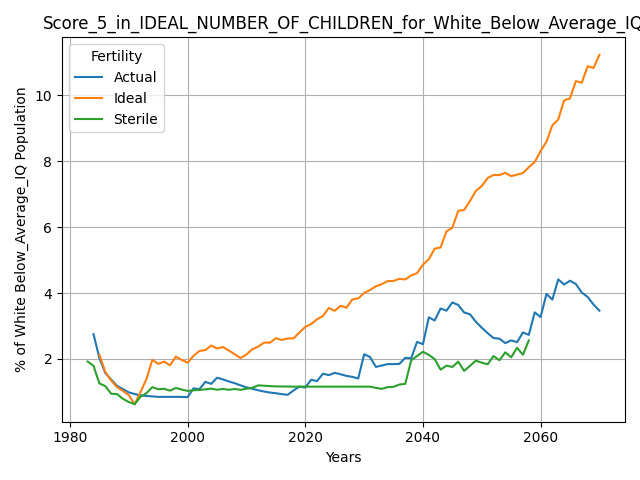 Score_5_in_IDEAL_NUMBER_OF_CHILDREN_for_White_Below_Average_IQ
Fertility
Actual
Ideal
Sterile
% of White Below_Average_IQ Population
10
8
6
4
2
1980
2000
2020
2040
2060
Years